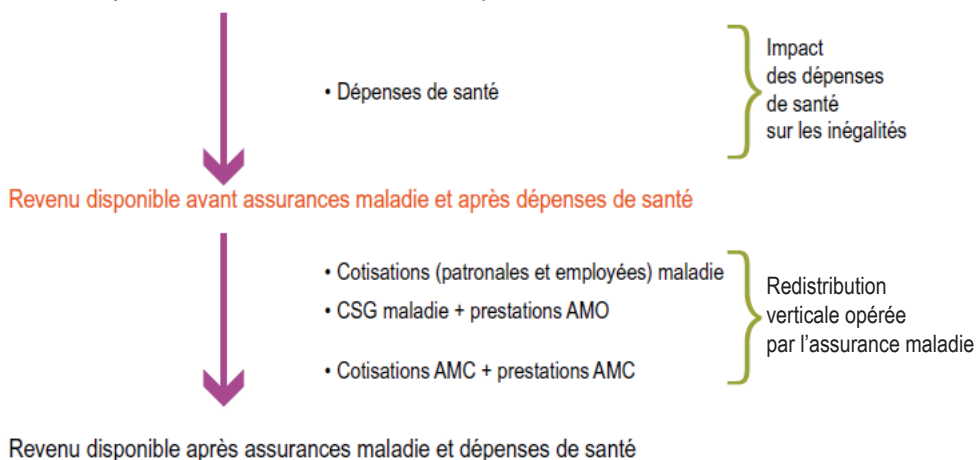 • Dépenses de santé
Impact
des dépenses
de santé
sur les inégalités
Revenu disponible avant assurances maladie et après dépenses de santé
• Cotisations (patronales et employées) maladie
• CSG maladie + prestations AMO
• Cotisations AMC + prestations AMC
Redistribution
verticale opérée
par l’assurance maladie
Revenu disponible après assurances maladie et dépenses de santé